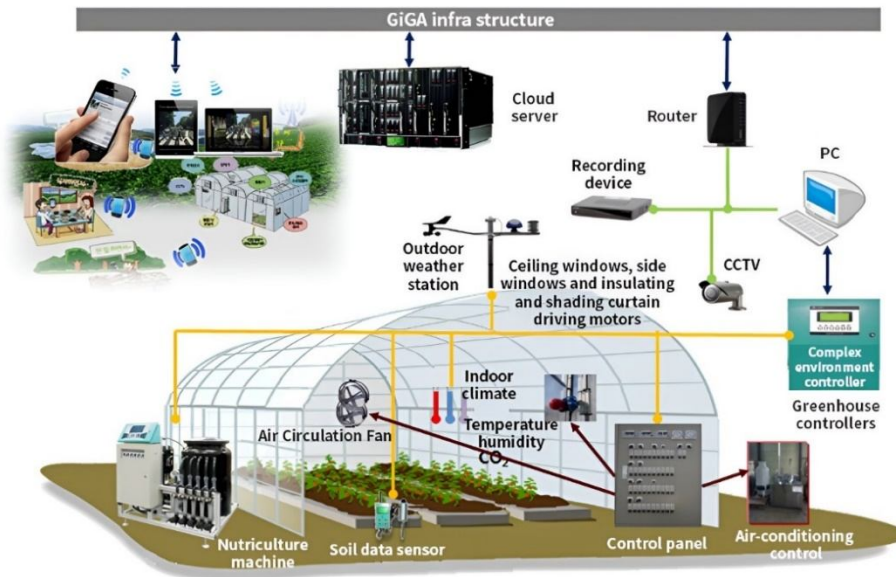 GiGA infra structure
Cloud
server
Router
Recording
device
PC
Outdoor
weather
station
CCTV
Ceiling windows, side
windows and insulating
and shading curtain
driving motors
Complex
environment
controller
Greenhouse
controllers
Indoor
climate
Air Circulation Fan
Temperature
humidity
CO₂
Nutriculture
machine
Soil data sensor
Control panel
Air-conditioning
control